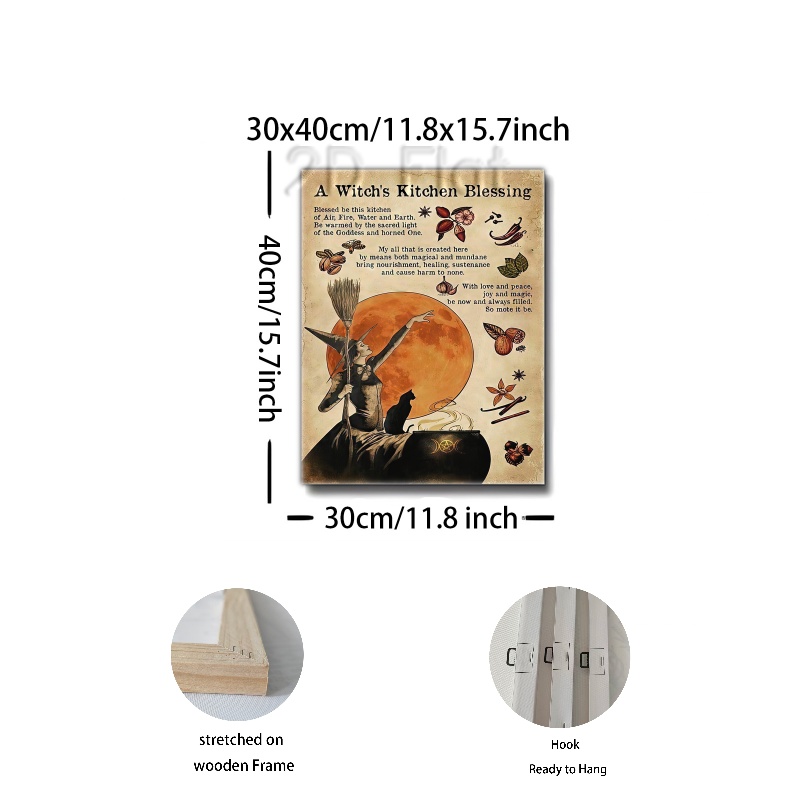 30x40cm/11.8x15.7inch
2D Flat
A Witch's Kitchen Blessing
Blessed be this kitchen
of Air, Fire, Water and Earth.
Be warmed by the sacred light
of the Goddess and horned One.
My all that is created here
by means both magical and mundane
bring nourishment, healing, sustenance
and cause harm to none.
With love and peace,
joy and magic,
be now and always filled.
So mote it be.
40cm/15.7inch
30cm/11.8 inch
stretched on
wooden Frame
Hook
Ready to Hang